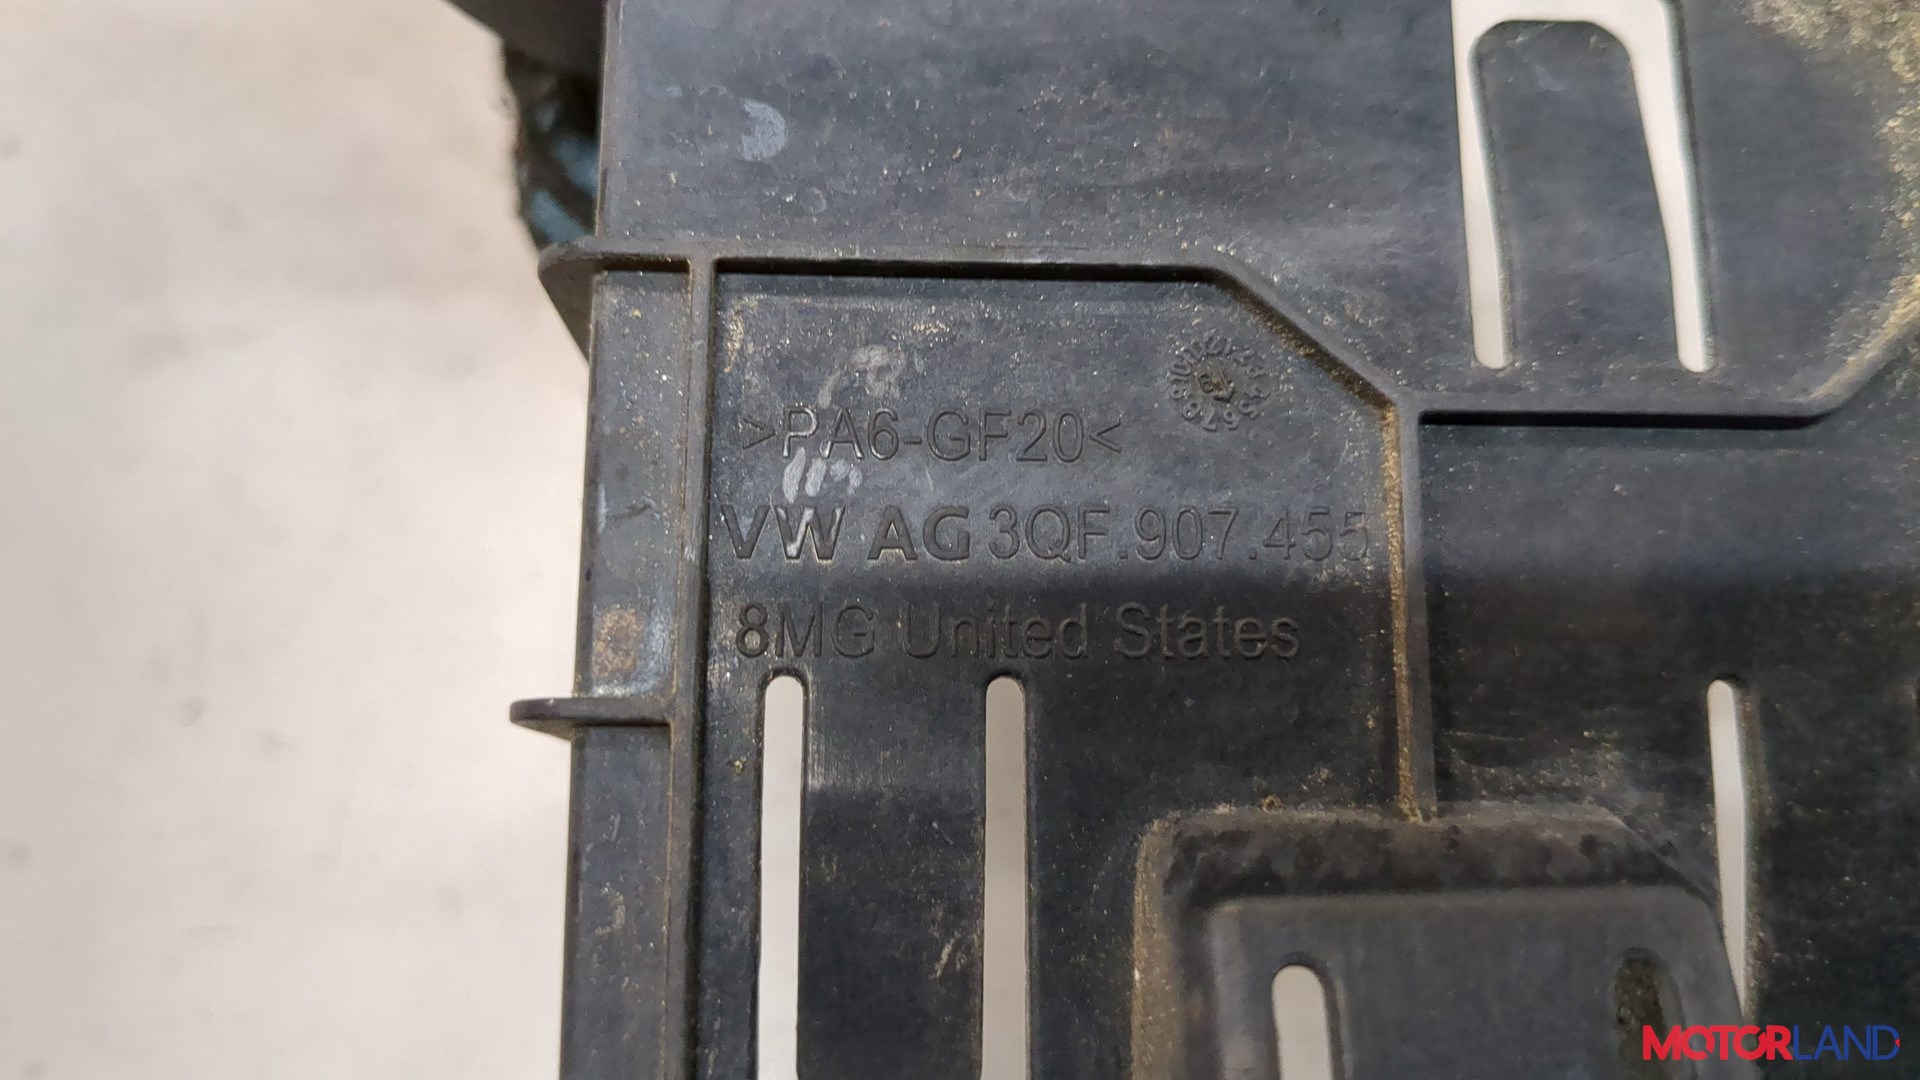 >PA6-GF20<
VW AG 3QF.907.455
8MG United States
MOTORLAND